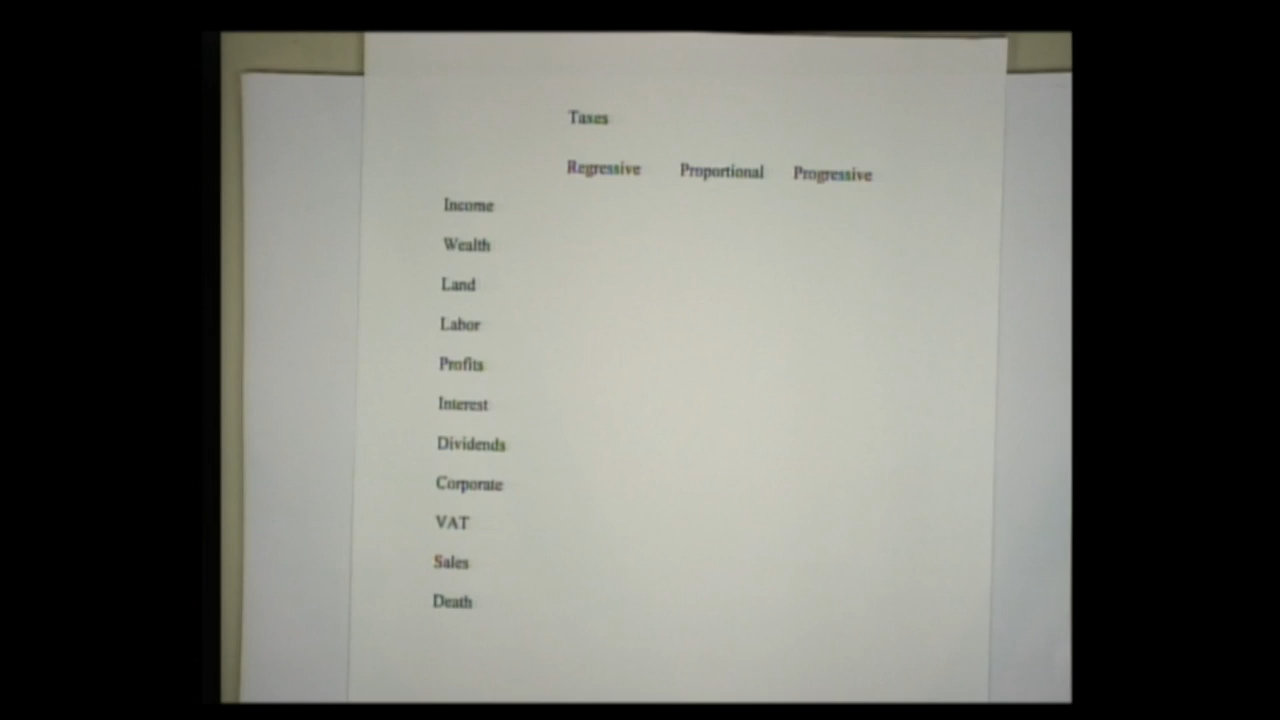 Taxes
Regressive Proportional Progressive
Income
Wealth
Land
Labor
Profits
Interest
Dividends
Corporate
VAT
Sales
Death